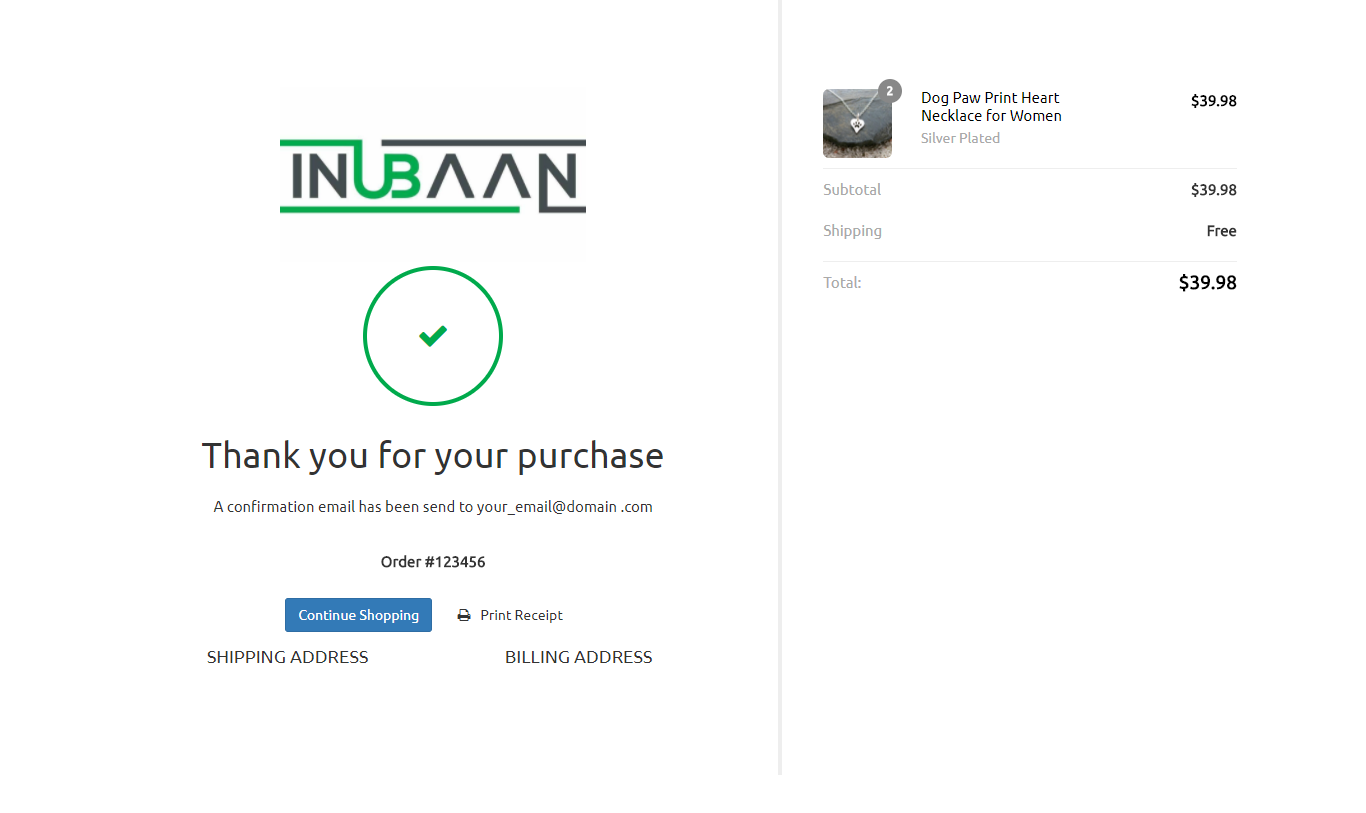 INUBAAN
Thank you for your purchase
A confirmation email has been send to your_email@domain .com
Order #123456
Continue Shopping
Print Receipt
SHIPPING ADDRESS
BILLING ADDRESS
2
Dog Paw Print Heart
Necklace for Women
Silver Plated
$39.98
Subtotal
$39.98
Shipping
Free
Total:
$39.98